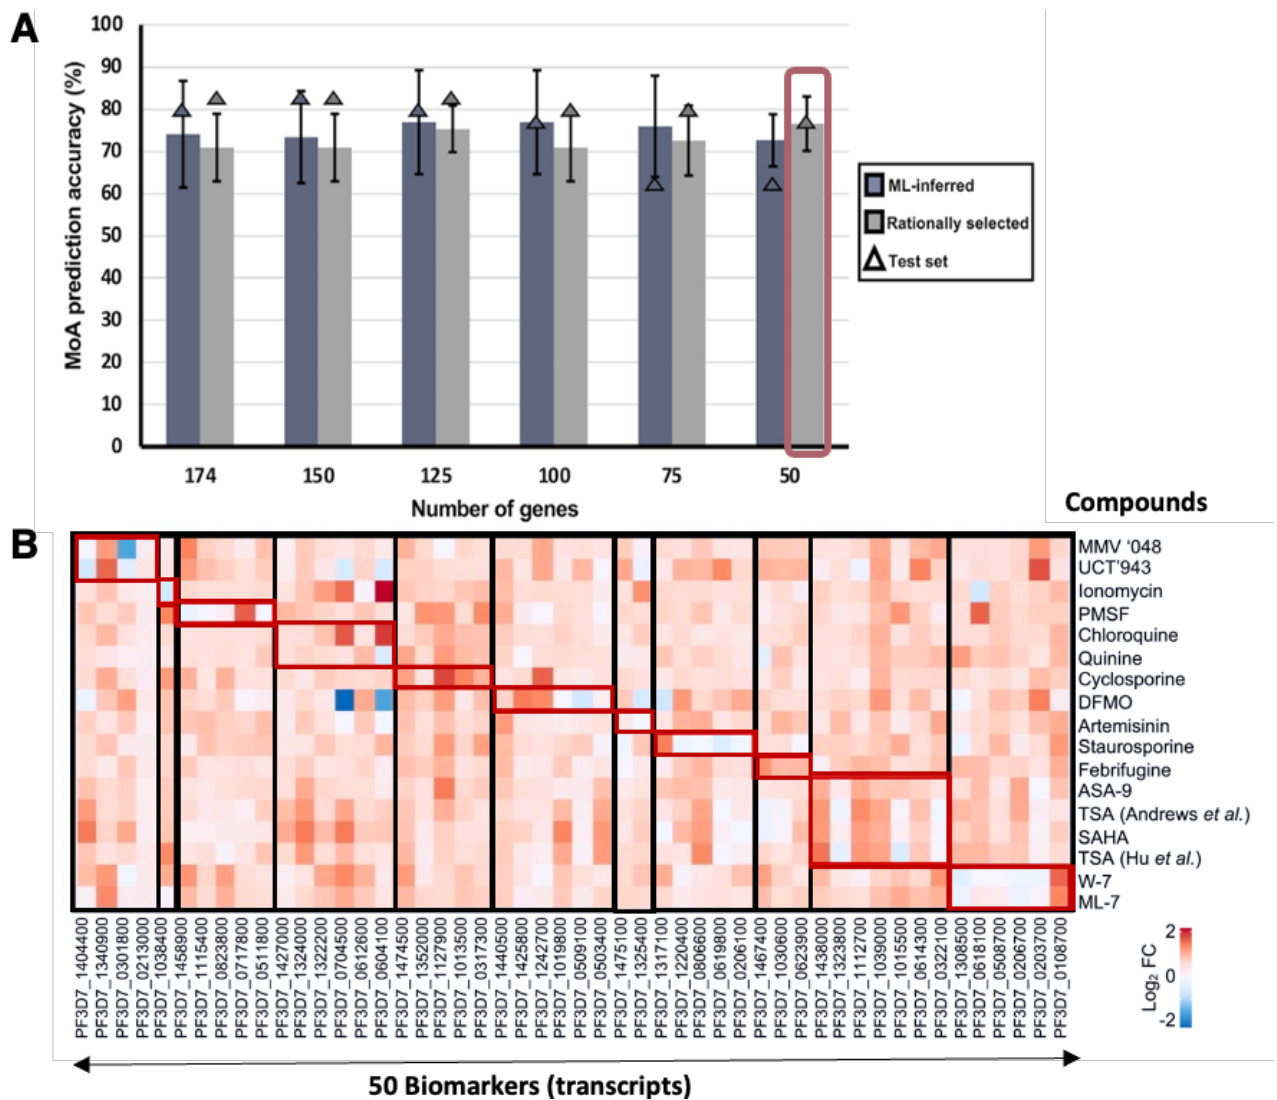 A
MoA prediction accuracy (%)
100
90
80
70
60
50
40
30
20
10
0
174 150 125 100 75 50
Number of genes
ML-inferred
Rationally selected
Test set
Compounds
B
MMV ‘048
UCT’943
Ionomycin
PMSF
Chloroquine
Quinine
Cyclosporine
DFMO
Artemisinin
Staurosporine
Febrifugine
ASA-9
TSA (Andrews et al.)
SAHA
TSA (Hu et al.)
W-7
ML-7
PF3D7_1404400
PF3D7_1340900
PF3D7_0301800
PF3D7_0213000
PF3D7_1038400
PF3D7_1458900
PF3D7_1115400
PF3D7_0823800
PF3D7_0717800
PF3D7_0511800
PF3D7_1427000
PF3D7_1324000
PF3D7_1322200
PF3D7_0704500
PF3D7_0612600
PF3D7_0604100
PF3D7_1474500
PF3D7_1352000
PF3D7_1127900
PF3D7_1013500
PF3D7_0317300
PF3D7_1440500
PF3D7_1425800
PF3D7_1242700
PF3D7_1019800
PF3D7_0509100
PF3D7_0503400
PF3D7_1475100
PF3D7_1325400
PF3D7_1317100
PF3D7_1220400
PF3D7_0806600
PF3D7_0619800
PF3D7_0206100
PF3D7_1467400
PF3D7_1030600
PF3D7_0623900
PF3D7_1438000
PF3D7_1323800
PF3D7_1112700
PF3D7_1039000
PF3D7_1015500
PF3D7_0614300
PF3D7_0322100
PF3D7_1308500
PF3D7_0618100
PF3D7_0508700
PF3D7_0206700
PF3D7_0203700
PF3D7_0108700
Log₂ FC
2
0
-2
50 Biomarkers (transcripts)